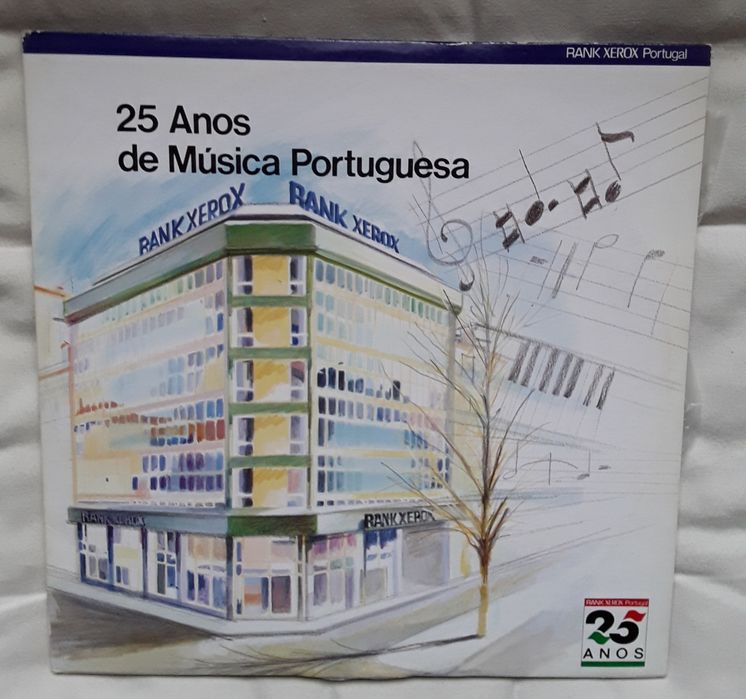 RANK XEROX Portugal
25 Anos
de Música Portuguesa
RANK XEROX
RANK XEROX
RANK XEROX
RANK XEROX
RANK XEROX Portugal
25
ANOS